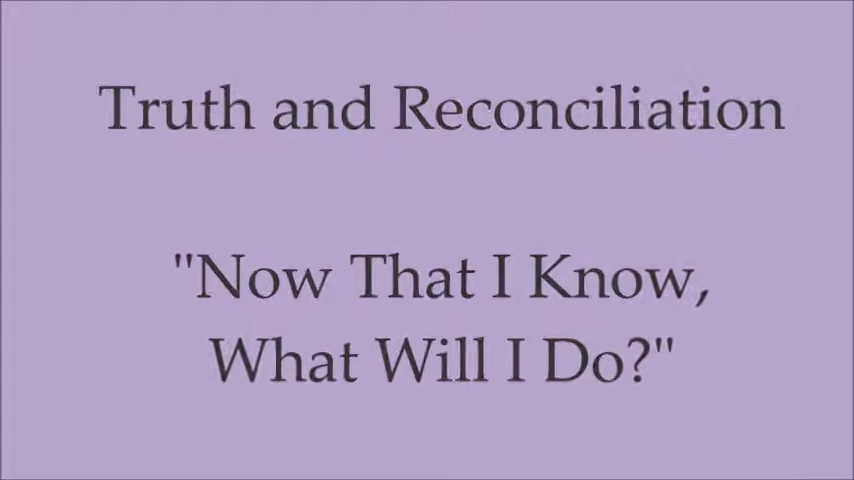 Truth and Reconciliation
"Now That I Know,
What Will I Do?"